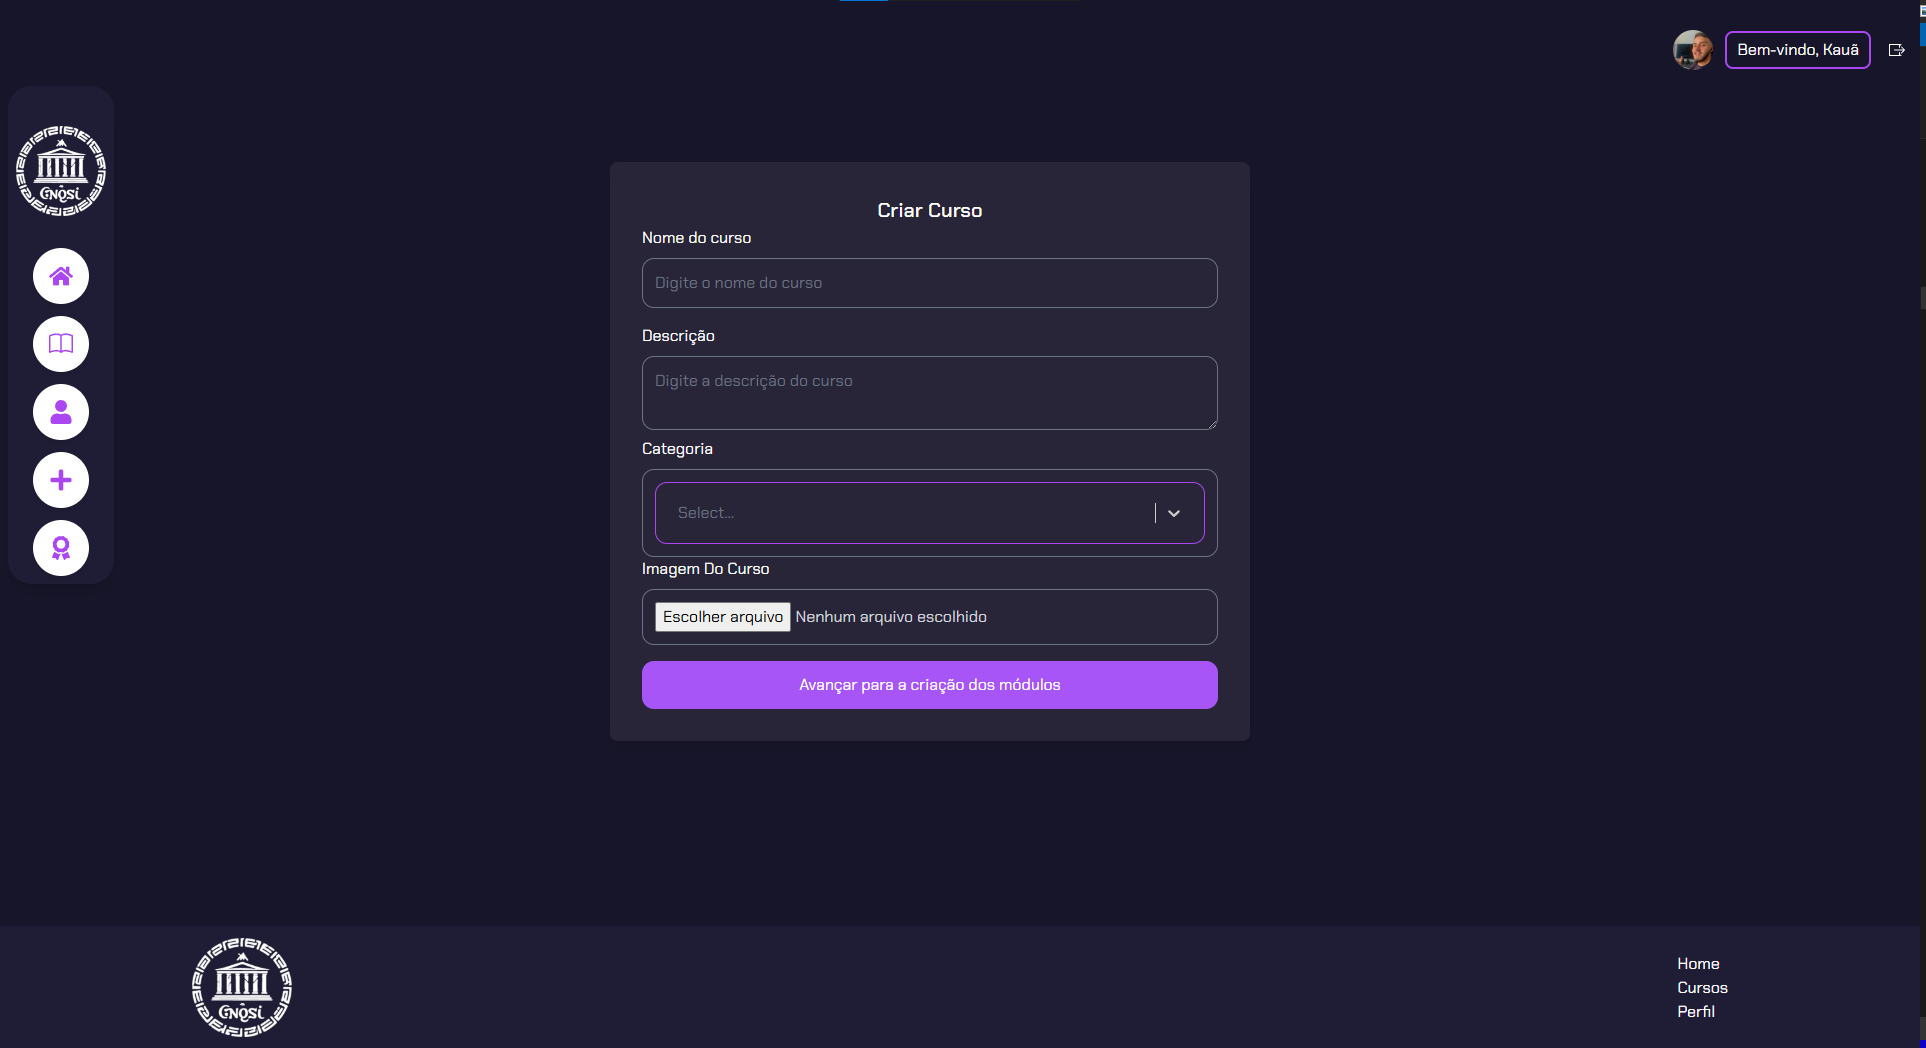 Bem-vindo, Kauã
Gnosi
Criar Curso
Nome do curso
Digite o nome do curso
Descrição
Digite a descrição do curso
Categoria
Select...
Imagem Do Curso
Escolher arquivo Nenhum arquivo escolhido
Avançar para a criação dos módulos
Gnosi
Home
Cursos
Perfil